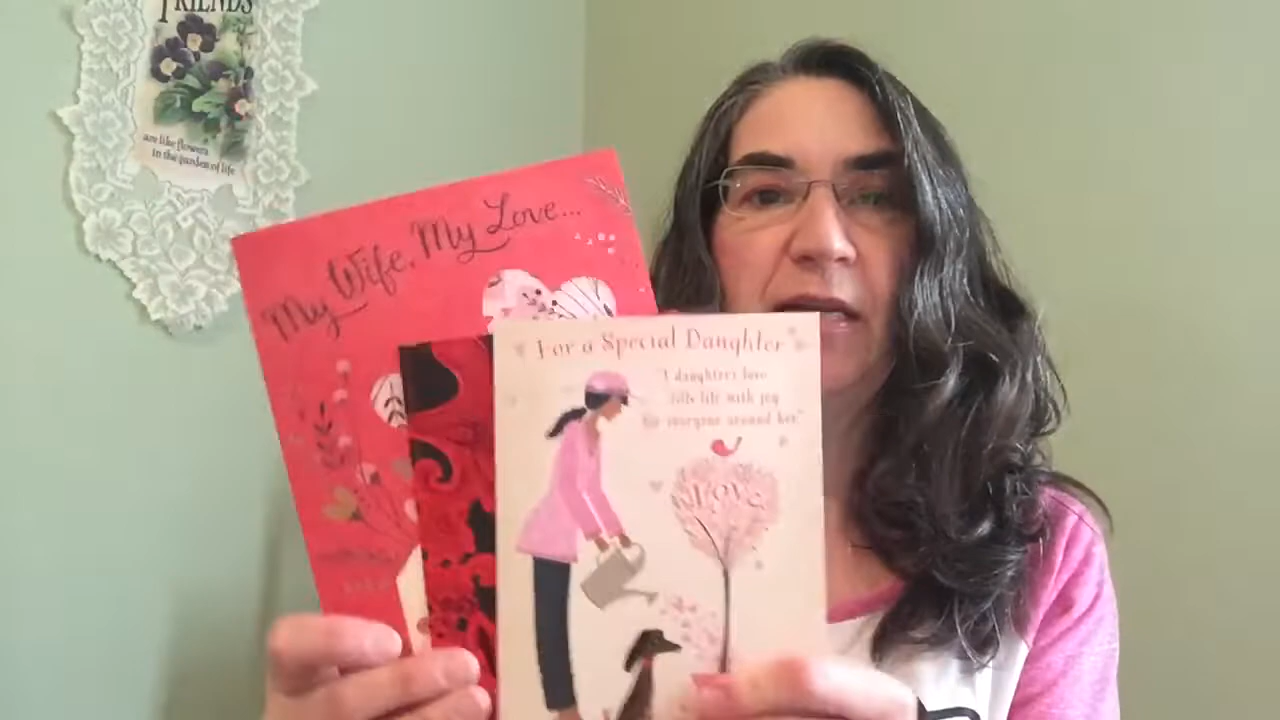 FRIENDS
are like flowers
in the garden of life
My Wife, My Love...
For a Special Daughter
"A daughter's love
fills life with joy
for everyone around her"
LOVE